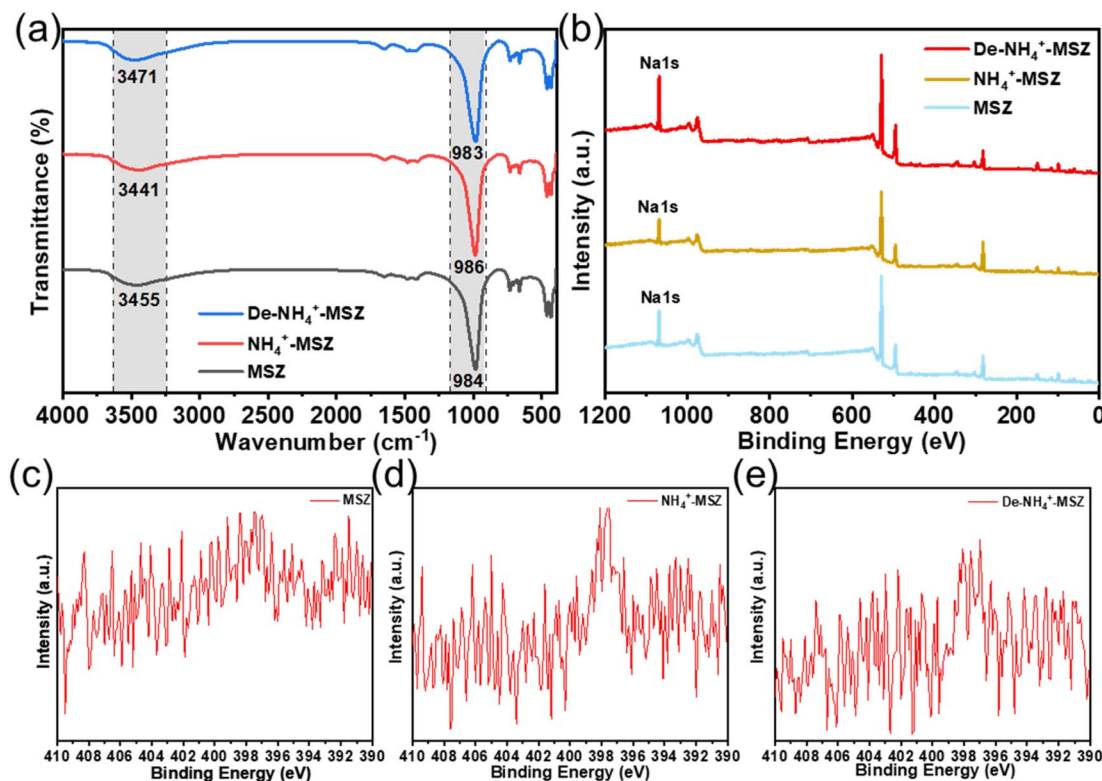 (a)
Transmittance (%)
3471
983
3441
986
3455
984
De-NH₄⁺-MSZ
NH₄⁺-MSZ
MSZ
4000 3500 3000 2500 2000 1500 1000 500
Wavenumber (cm⁻¹)
(b)
Intensity (a.u.)
De-NH₄⁺-MSZ
NH₄⁺-MSZ
MSZ
Na1s
Na1s
Na1s
1200 1000 800 600 400 200 0
Binding Energy (eV)
(c)
Intensity (a.u.)
MSZ
410 408 406 404 402 400 398 396 394 392 390
Binding Energy (eV)
(d)
Intensity (a.u.)
NH₄⁺-MSZ
410 408 406 404 402 400 398 396 394 392 390
Binding Energy (eV)
(e)
Intensity (a.u.)
De-NH₄⁺-MSZ
410 408 406 404 402 400 398 396 394 392 390
Binding Energy (eV)